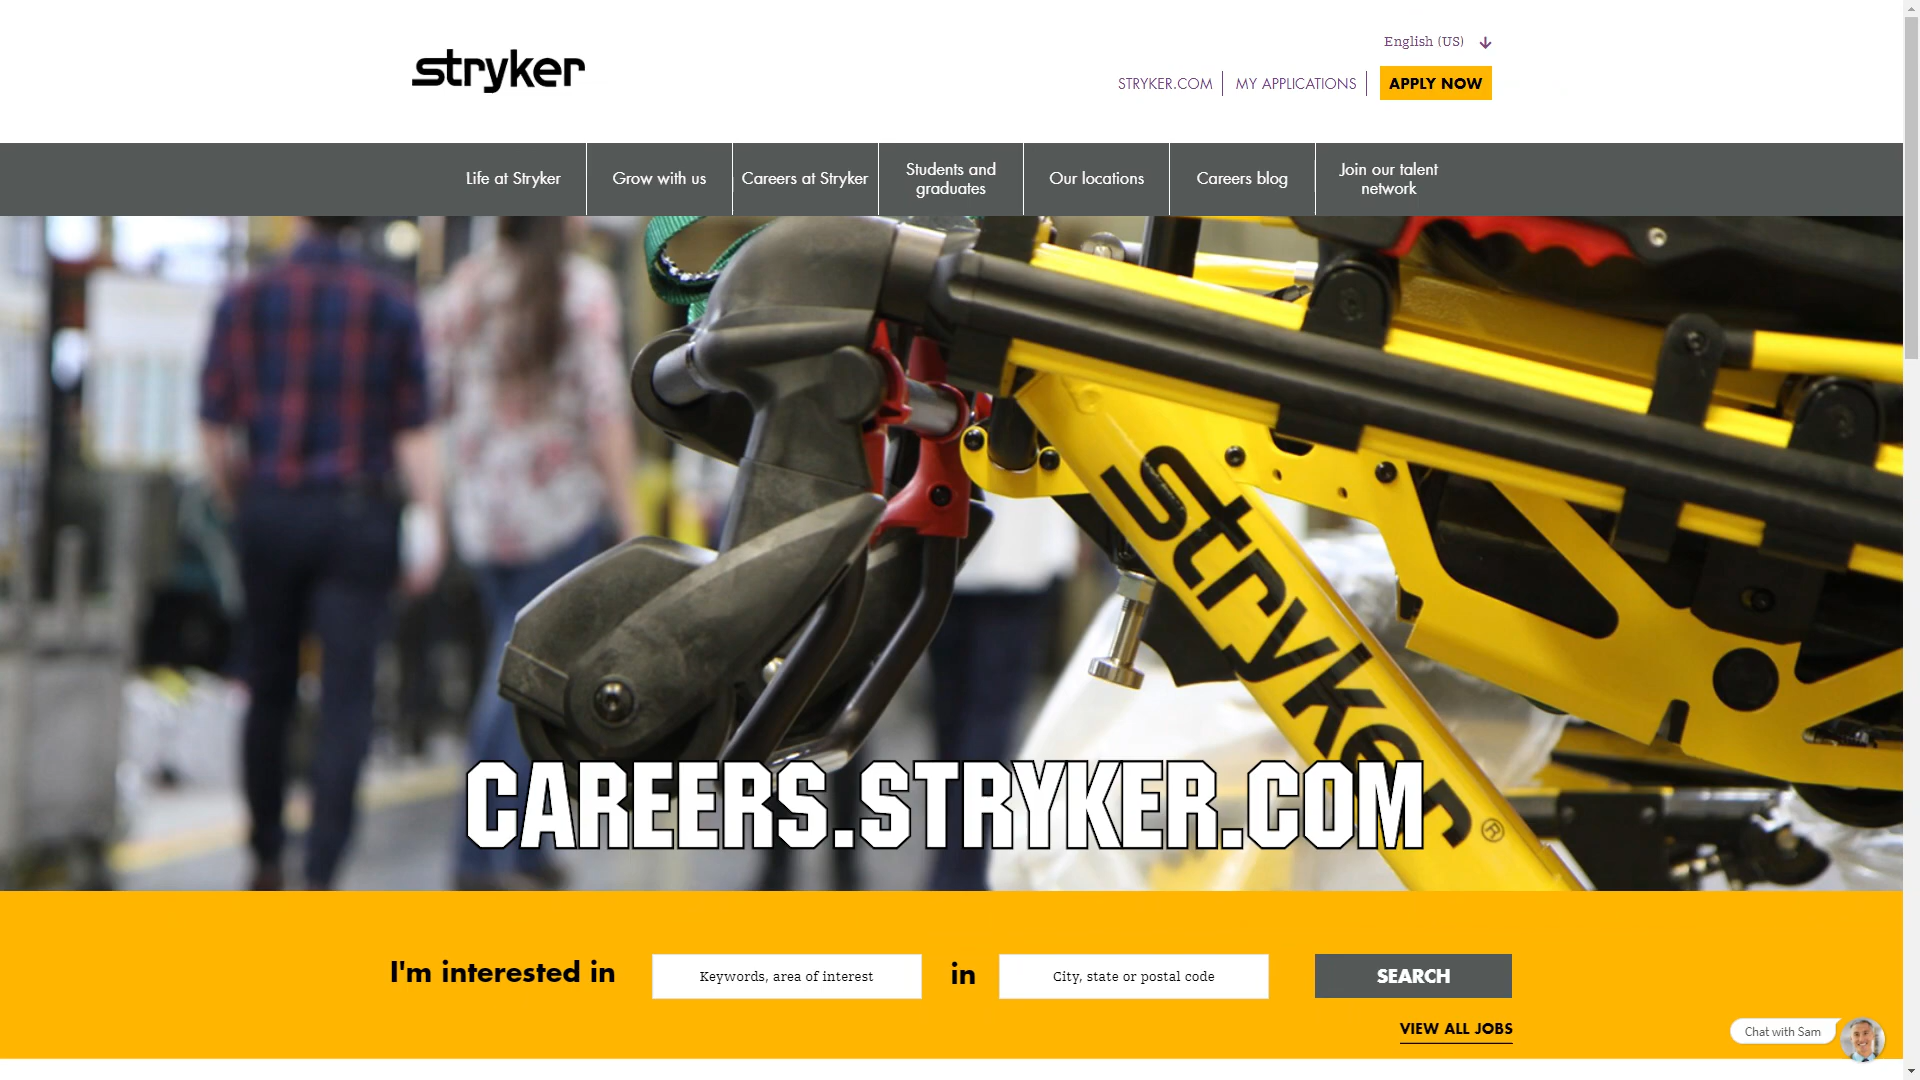 stryker
English (US)
STRYKER.COM
MY APPLICATIONS
APPLY NOW
Life at Stryker
Grow with us
Careers at Stryker
Students and
graduates
Our locations
Careers blog
Join our talent
network
stryker®
CAREERS.STRYKER.COM
I'm interested in
Keywords, area of interest
in
City, state or postal code
SEARCH
VIEW ALL JOBS
Chat with Sam